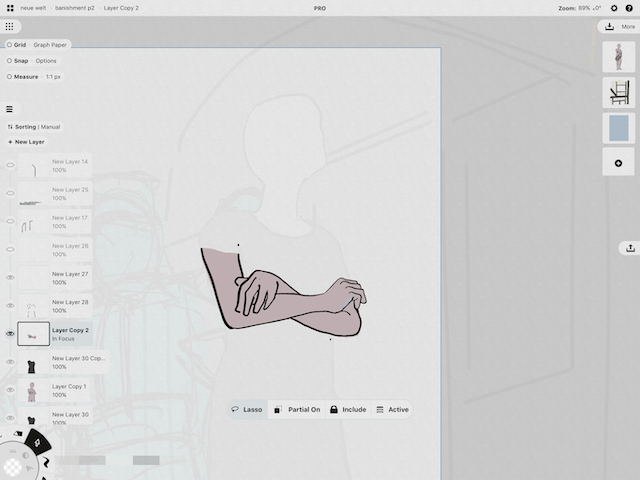 neue welt banishment p2 Layer Copy 2 PRO Zoom: 89% 0°
More
Grid Graph Paper
Snap Options
Measure 1:1 px
Sorting | Manual
New Layer
New Layer 14
100%
New Layer 25
100%
New Layer 17
100%
New Layer 26
100%
New Layer 27
100%
New Layer 28
100%
Layer Copy 2
In Focus
New Layer 30 Cop...
100%
Layer Copy 1
100%
New Layer 30
100%
Lasso Partial On Include Active